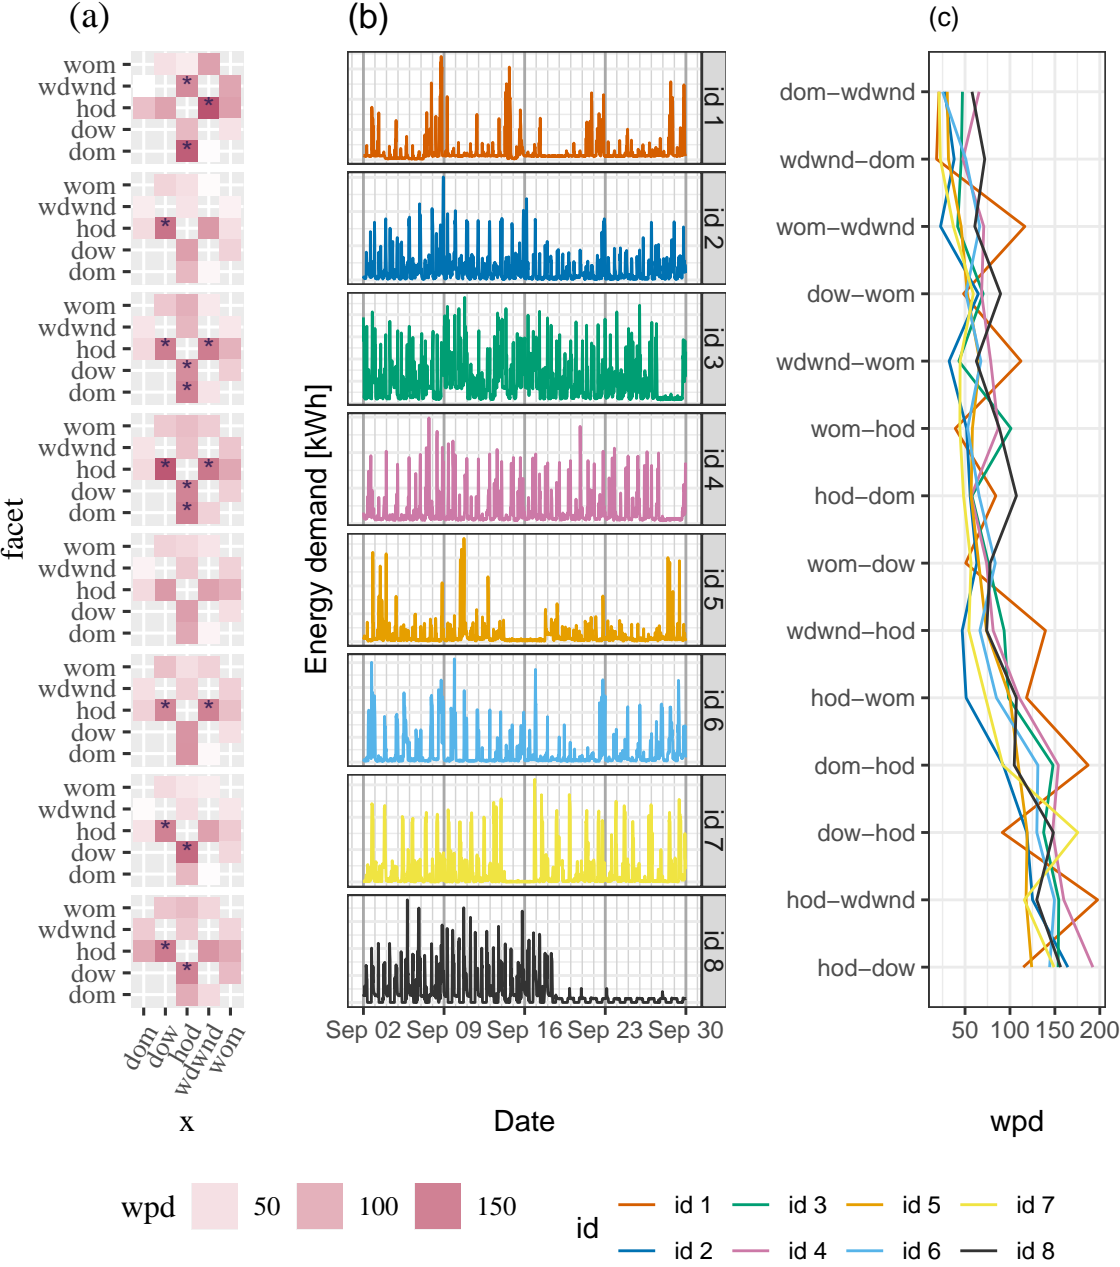 (a)
(b)
(c)
facet
wom
wdwnd
hod
dow
dom
wom
wdwnd
hod
dow
dom
wom
wdwnd
hod
dow
dom
wom
wdwnd
hod
dow
dom
wom
wdwnd
hod
dow
dom
wom
wdwnd
hod
dow
dom
wom
wdwnd
hod
dow
dom
wom
wdwnd
hod
dow
dom
* * *
*
* * * *
* * * *
* *
* *
* *
dom
dow
hod
wdwnd
wom
x
Energy demand [kWh]
id 1
id 2
id 3
id 4
id 5
id 6
id 7
id 8
Sep 02 Sep 09 Sep 16 Sep 23 Sep 30
Date
dom−wdwnd
wdwnd−dom
wom−wdwnd
dow−wom
wdwnd−wom
wom−hod
hod−dom
wom−dow
wdwnd−hod
hod−wom
dom−hod
dow−hod
hod−wdwnd
hod−dow
50 100 150 200
wpd
wpd 50 100 150
id
id 1 id 3 id 5 id 7
id 2 id 4 id 6 id 8